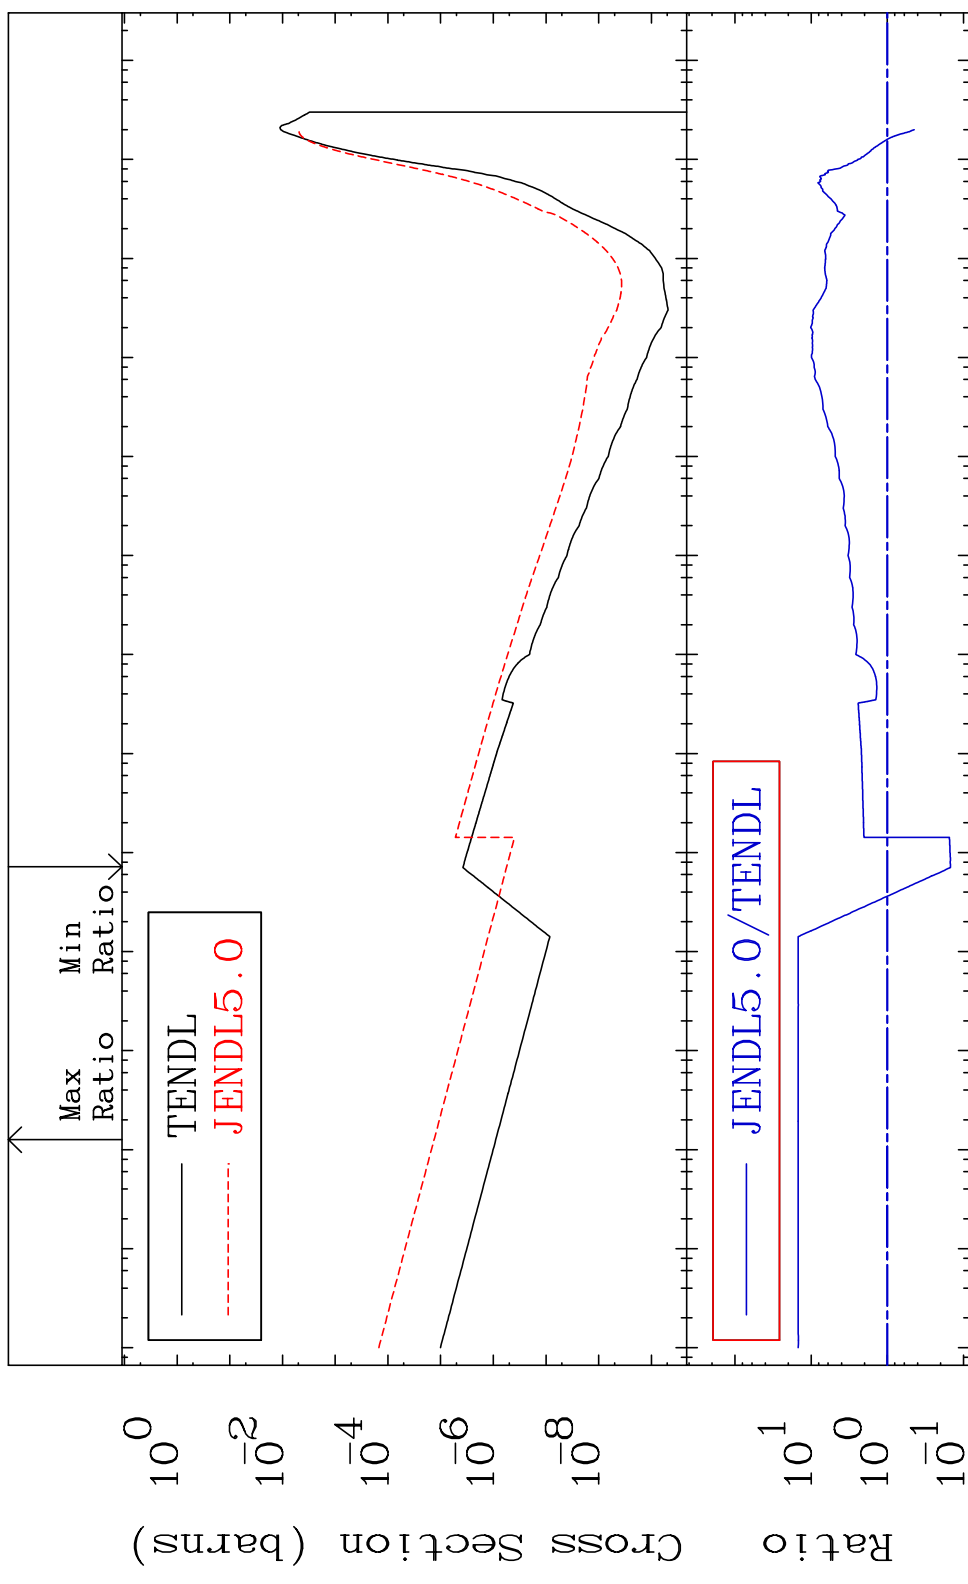 Max
Ratio
Min
Ratio
TENDL
JENDL5.0
10^0
10^-2
10^-4
10^-6
10^-8
Cross Section (barns)
JENDL5.0/TENDL
10^1
10^0
10^-1
Ratio